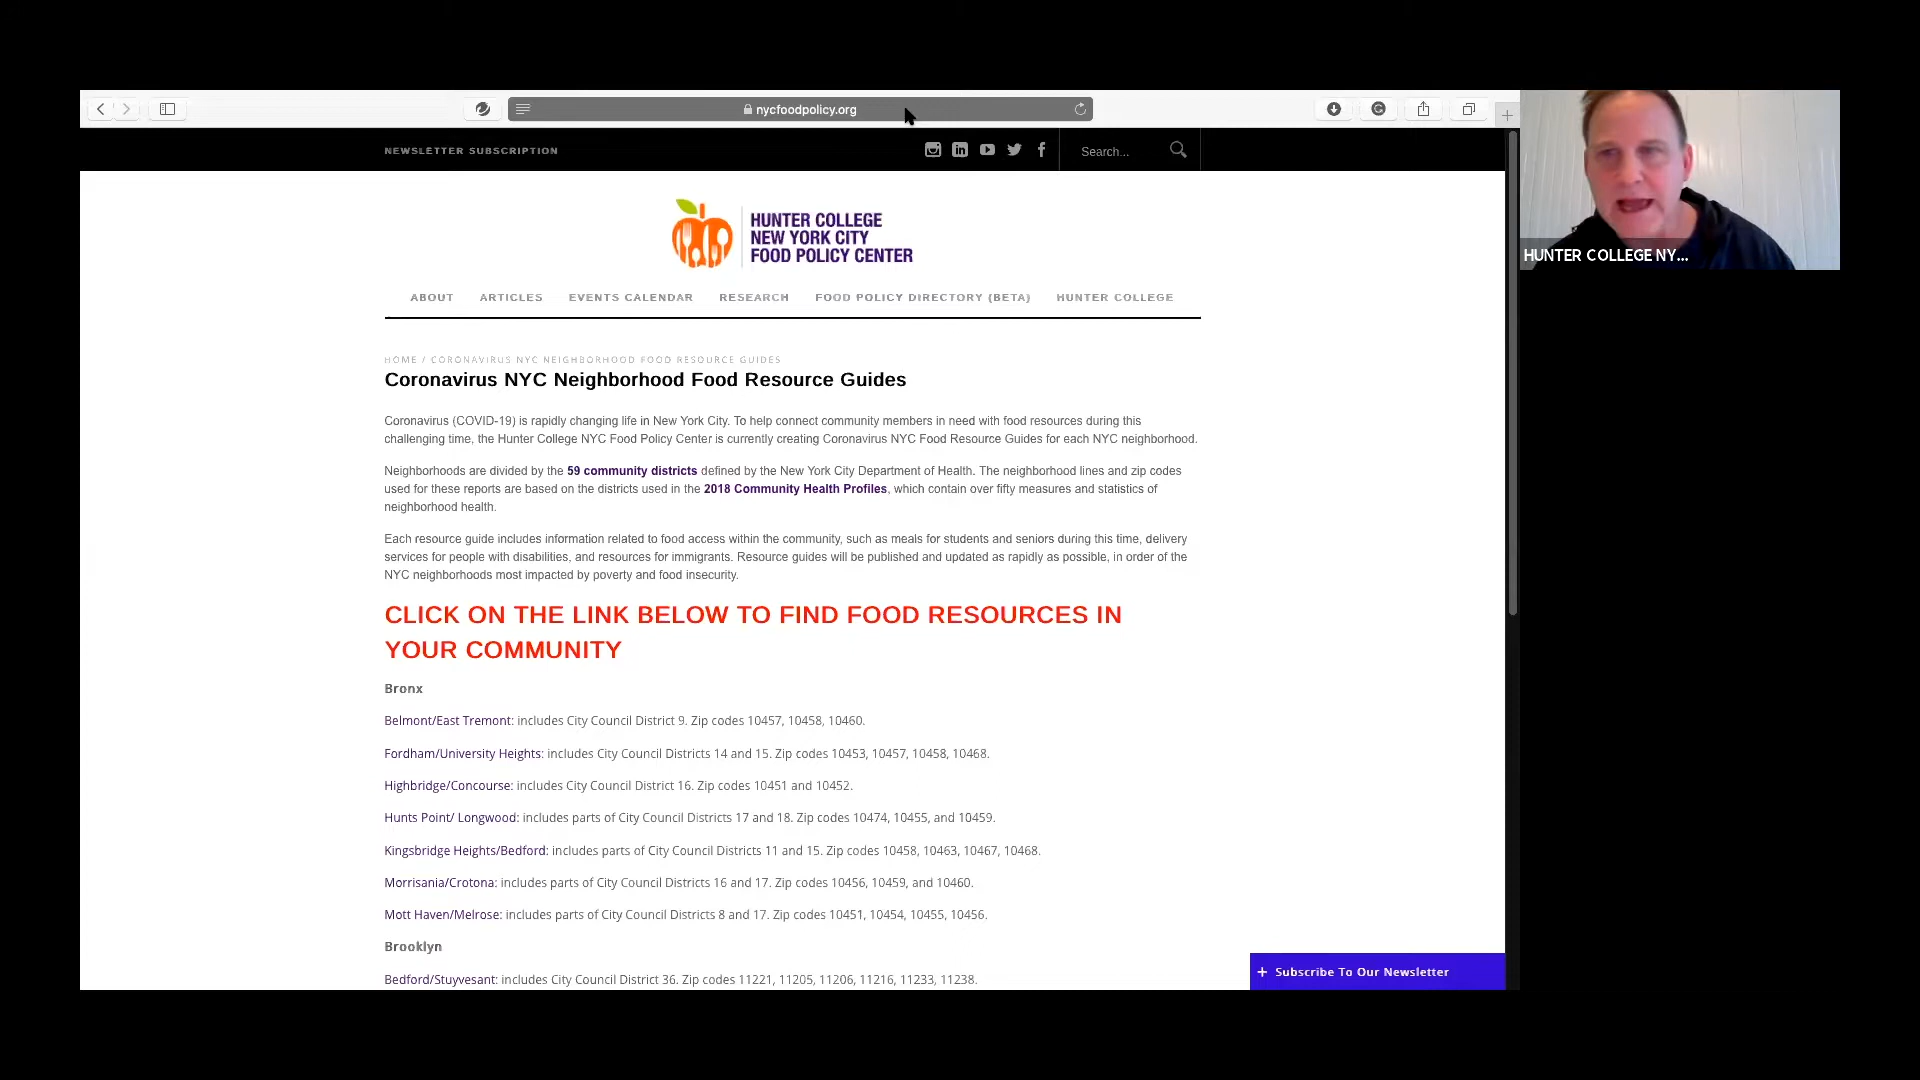 nycfoodpolicy.org
NEWSLETTER SUBSCRIPTION
Search...
HUNTER COLLEGE
NEW YORK CITY
FOOD POLICY CENTER
HUNTER COLLEGE NY...
ABOUT ARTICLES EVENTS CALENDAR RESEARCH FOOD POLICY DIRECTORY (BETA) HUNTER COLLEGE
HOME / CORONAVIRUS NYC NEIGHBORHOOD FOOD RESOURCE GUIDES
Coronavirus NYC Neighborhood Food Resource Guides
Coronavirus (COVID-19) is rapidly changing life in New York City. To help connect community members in need with food resources during this
challenging time, the Hunter College NYC Food Policy Center is currently creating Coronavirus NYC Food Resource Guides for each NYC neighborhood.
Neighborhoods are divided by the 59 community districts defined by the New York City Department of Health. The neighborhood lines and zip codes
used for these reports are based on the districts used in the 2018 Community Health Profiles, which contain over fifty measures and statistics of
neighborhood health.
Each resource guide includes information related to food access within the community, such as meals for students and seniors during this time, delivery
services for people with disabilities, and resources for immigrants. Resource guides will be published and updated as rapidly as possible, in order of the
NYC neighborhoods most impacted by poverty and food insecurity.
CLICK ON THE LINK BELOW TO FIND FOOD RESOURCES IN
YOUR COMMUNITY
Bronx
Belmont/East Tremont: includes City Council District 9. Zip codes 10457, 10458, 10460.
Fordham/University Heights: includes City Council Districts 14 and 15. Zip codes 10453, 10457, 10458, 10468.
Highbridge/Concourse: includes City Council District 16. Zip codes 10451 and 10452.
Hunts Point/ Longwood: includes parts of City Council Districts 17 and 18. Zip codes 10474, 10455, and 10459.
Kingsbridge Heights/Bedford: includes parts of City Council Districts 11 and 15. Zip codes 10458, 10463, 10467, 10468.
Morrisania/Crotona: includes parts of City Council Districts 16 and 17. Zip codes 10456, 10459, and 10460.
Mott Haven/Melrose: includes parts of City Council Districts 8 and 17. Zip codes 10451, 10454, 10455, 10456.
Brooklyn
Bedford/Stuyvesant: includes City Council District 36. Zip codes 11221, 11205, 11206, 11216, 11233, 11238.
+ Subscribe To Our Newsletter